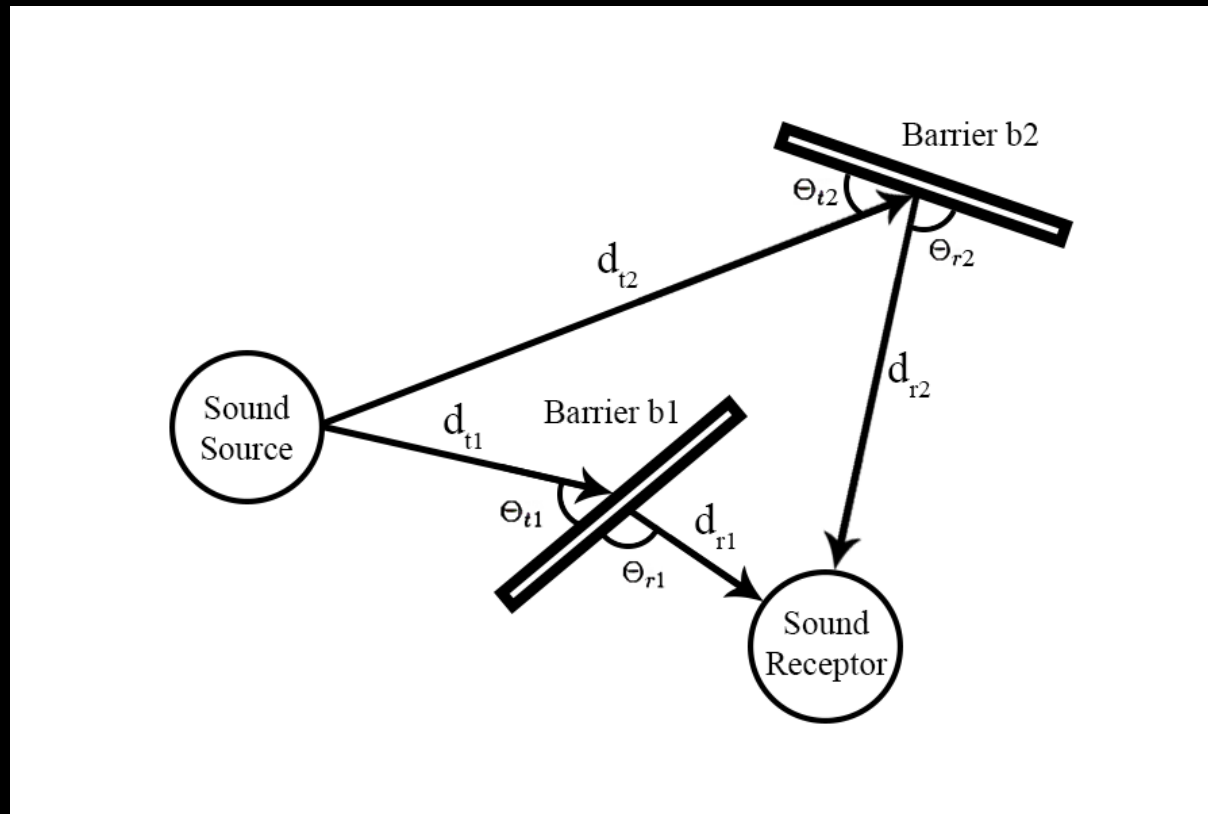 Barrier b2
Θt2
Θr2
dt2
dr2
Sound
Source
Barrier b1
dt1
Θt1
dr1
Θr1
Sound
Receptor